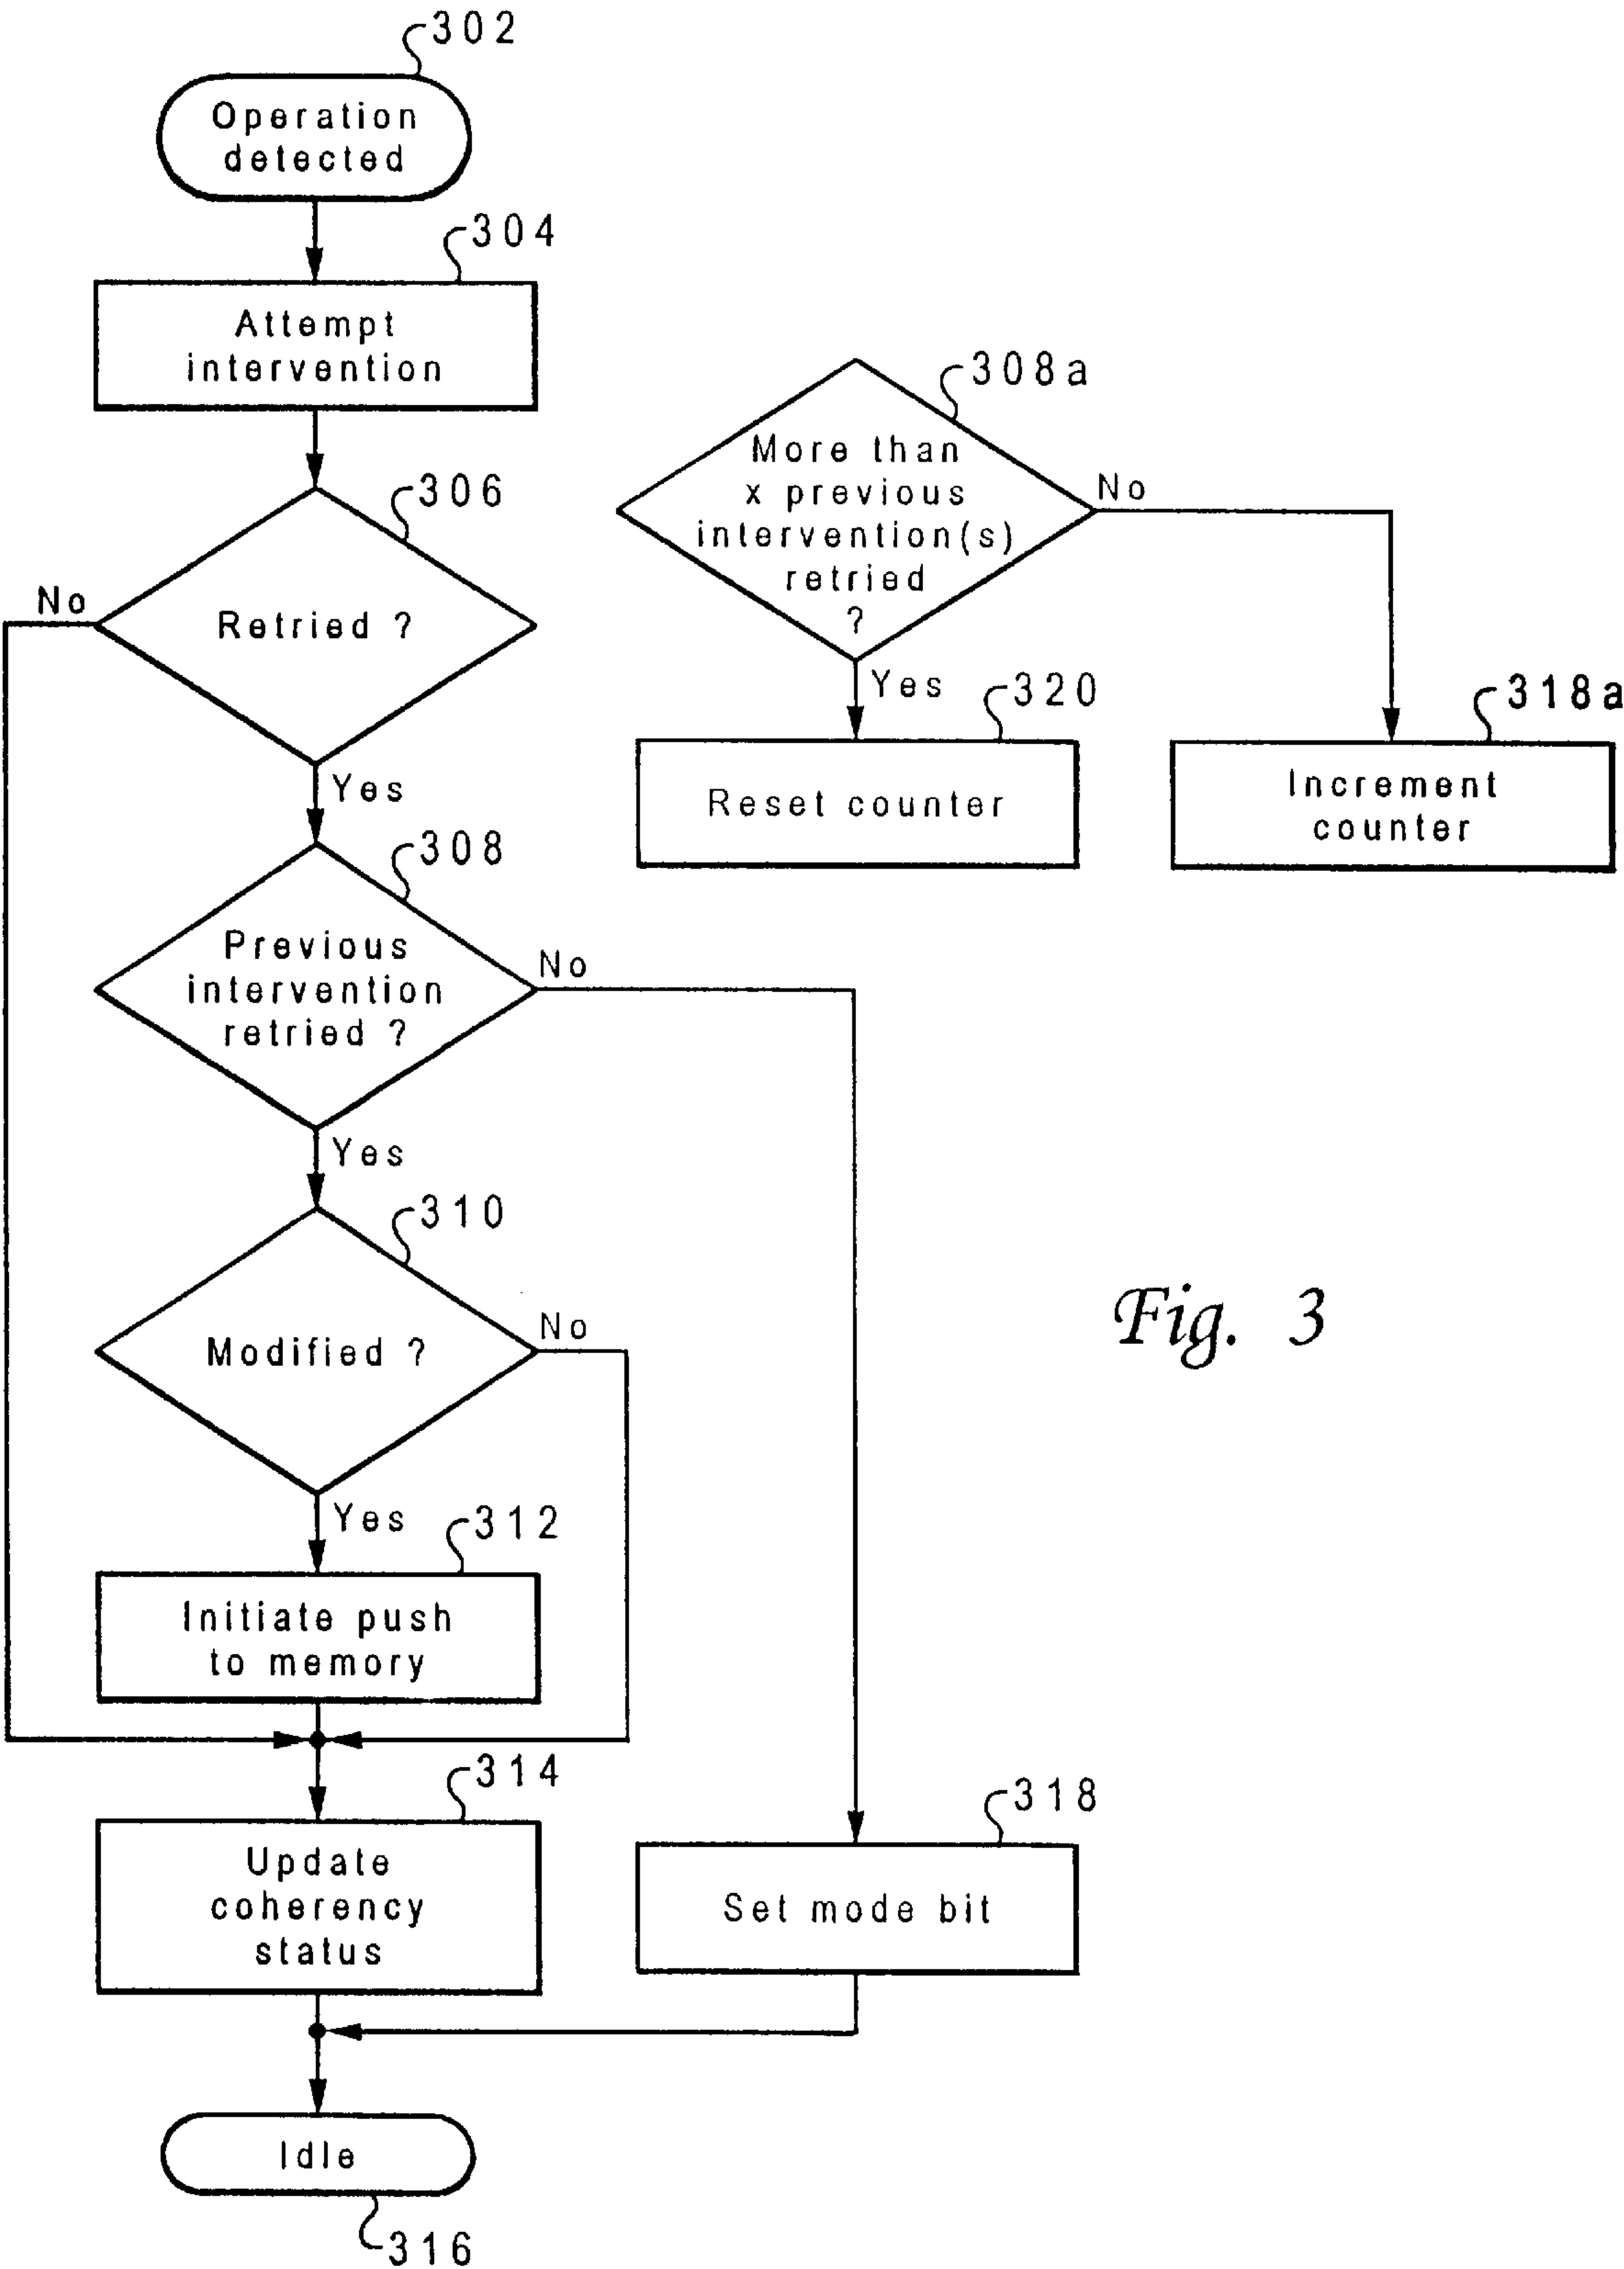 302
Operation
detected
304
Attempt
intervention
306
Retried ?
No
Yes
308
Previous
intervention
retried ?
No
Yes
310
Modified ?
No
Yes
312
Initiate push
to memory
314
Update
coherency
status
318
Set mode bit
Idle
316
308a
More than
x previous
intervention(s)
retried
?
No
Yes
320
Reset counter
318a
Increment
counter
Fig. 3